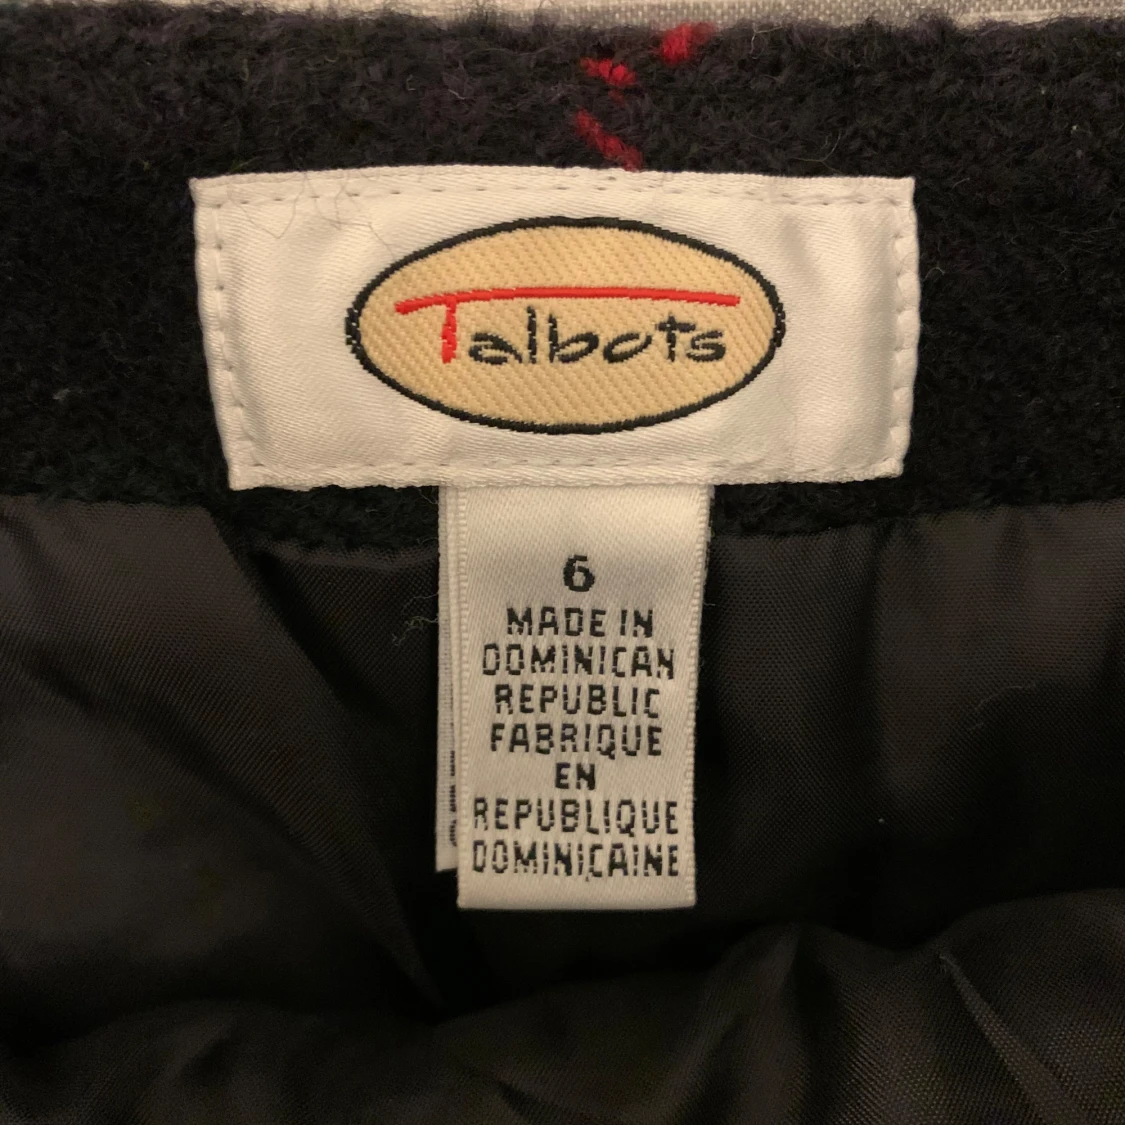 Talbots
6
MADE IN
DOMINICAN
REPUBLIC
FABRIQUE
EN
REPUBLIQUE
DOMINICAINE